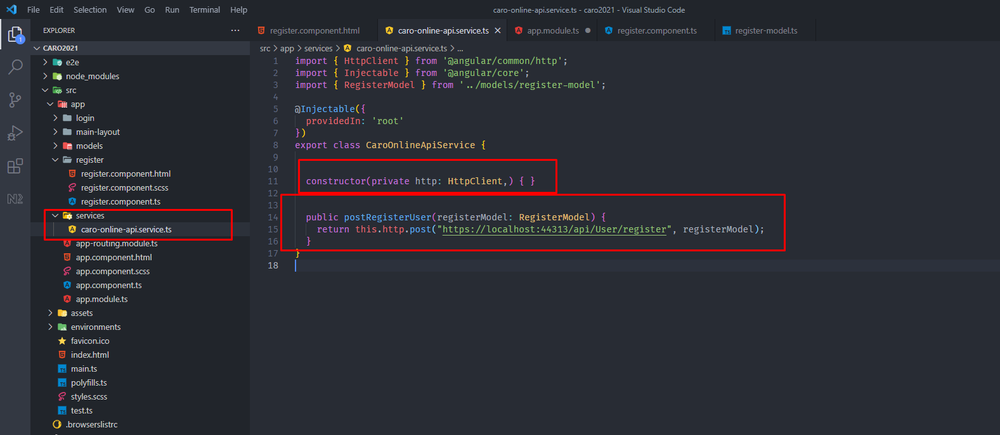 File Edit Selection View Go Run Terminal Help
caro-online-api.service.ts - caro2021 - Visual Studio Code
EXPLORER ...
1
CARO2021
e2e
node_modules
src
app
login
main-layout
models
register
register.component.html
register.component.scss
register.component.ts
services
caro-online-api.service.ts
app-routing.module.ts
app.component.html
app.component.scss
app.component.ts
app.module.ts
assets
environments
favicon.ico
index.html
main.ts
polyfills.ts
styles.scss
test.ts
.browserslistrc
register.component.html caro-online-api.service.ts app.module.ts register.component.ts register-model.ts
src > app > services > caro-online-api.service.ts > ...
1 import { HttpClient } from '@angular/common/http';
2 import { Injectable } from '@angular/core';
3 import { RegisterModel } from '../models/register-model';
4
5 @Injectable({
6 providedIn: 'root'
7 })
8 export class CaroOnlineApiService {
9
10
11 constructor(private http: HttpClient,) { }
12
13
14 public postRegisterUser(registerModel: RegisterModel) {
15 return this.http.post("https://localhost:44313/api/User/register", registerModel);
16 }
17 }
18